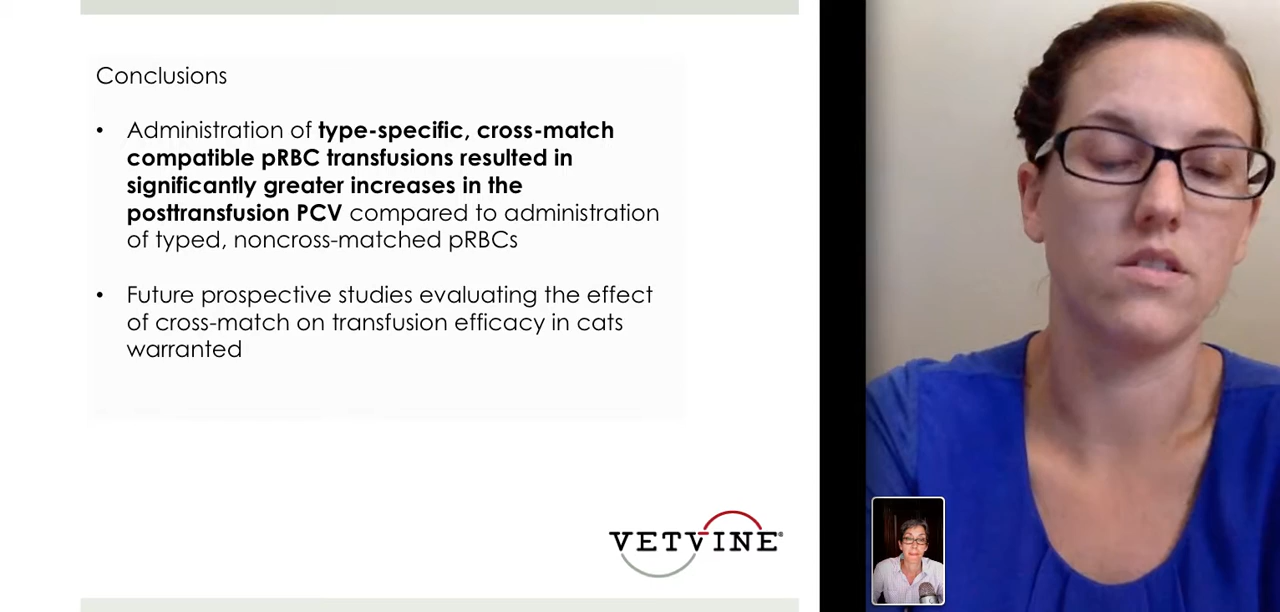 Conclusions
• Administration of type-specific, cross-match
compatible pRBC transfusions resulted in
significantly greater increases in the
posttransfusion PCV compared to administration
of typed, noncross-matched pRBCs
• Future prospective studies evaluating the effect
of cross-match on transfusion efficacy in cats
warranted
VETVINE®